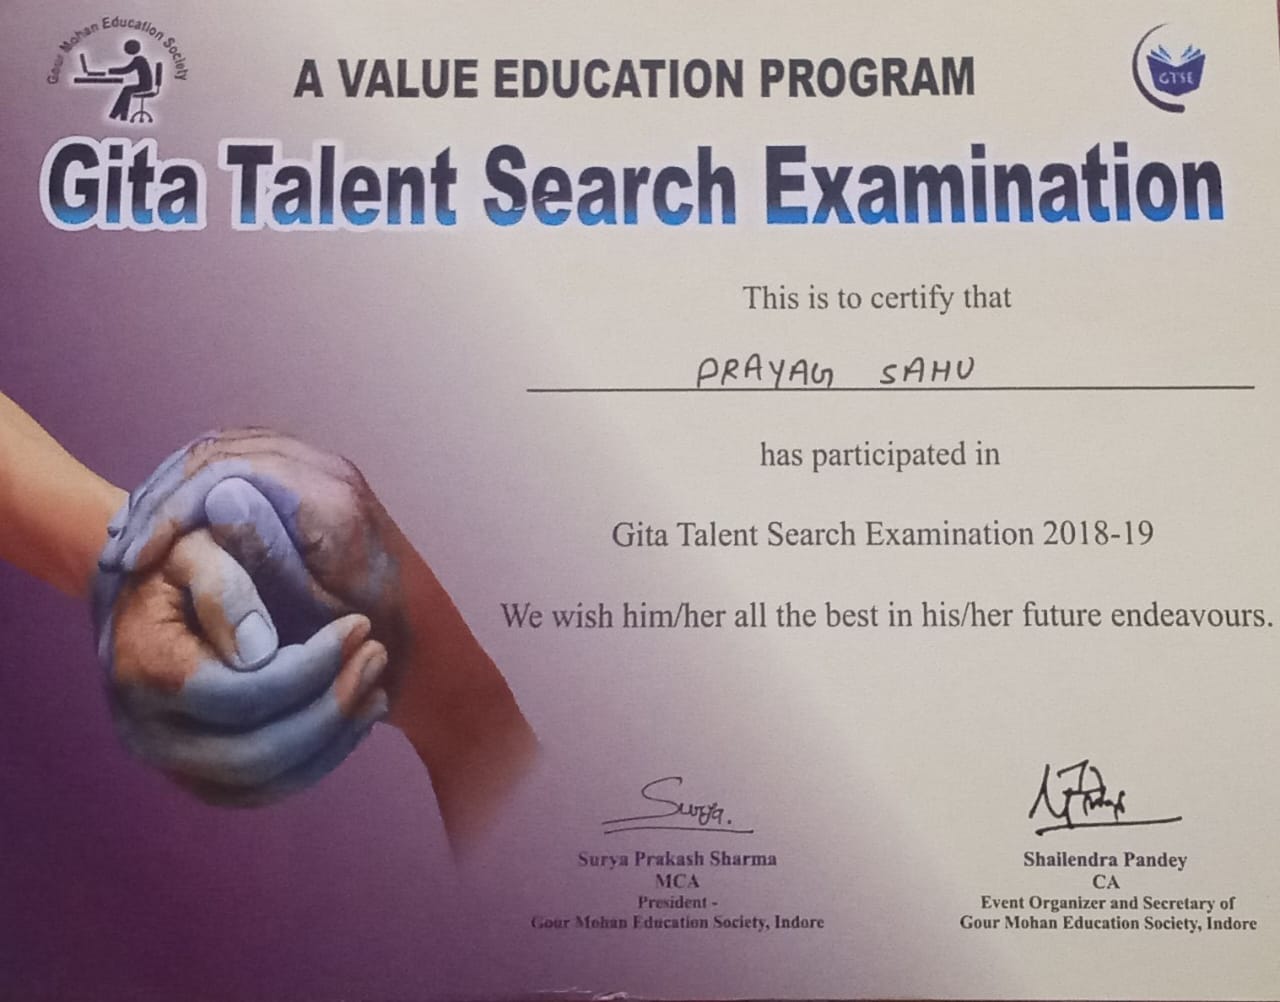 Gour Mohan Education Society
GTSE
A VALUE EDUCATION PROGRAM
Gita Talent Search Examination
This is to certify that
PRAYAG SAHU
has participated in
Gita Talent Search Examination 2018-19
We wish him/her all the best in his/her future endeavours.
Surya.
Surya Prakash Sharma
MCA
President -
Gour Mohan Education Society, Indore
Shailendra Pandey
CA
Event Organizer and Secretary of
Gour Mohan Education Society, Indore